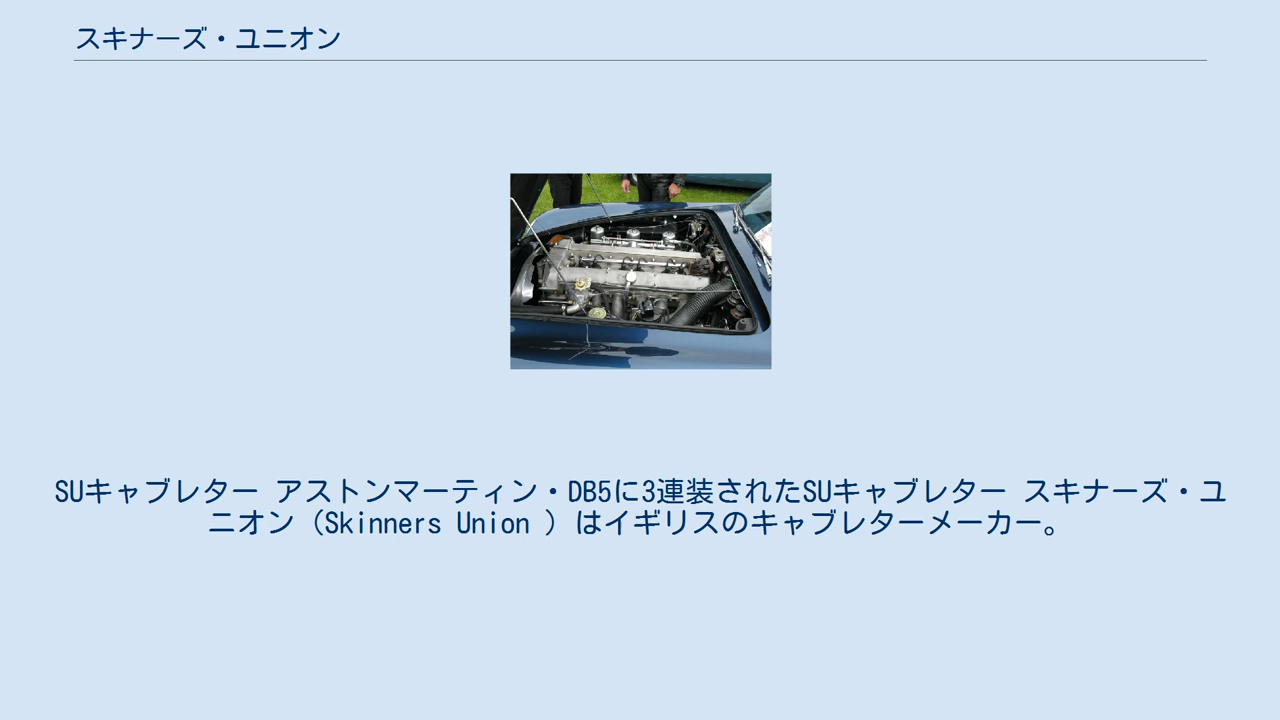 スキナーズ・ユニオン
SUキャブレター アストンマーティン・DB5に3連装されたSUキャブレター スキナーズ・ユ
ニオン（Skinners Union ）はイギリスのキャブレターメーカー。